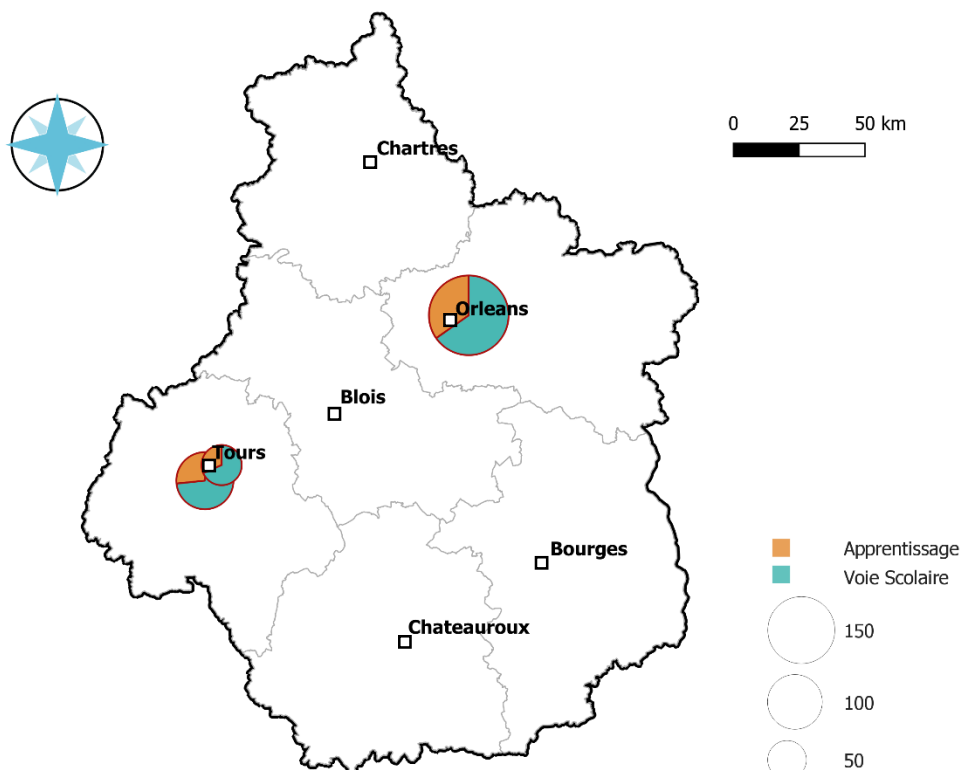 0 25 50 km
Chartres
Orleans
Blois
Tours
Bourges
Chateauroux
Apprentissage
Voie Scolaire
150
100
50